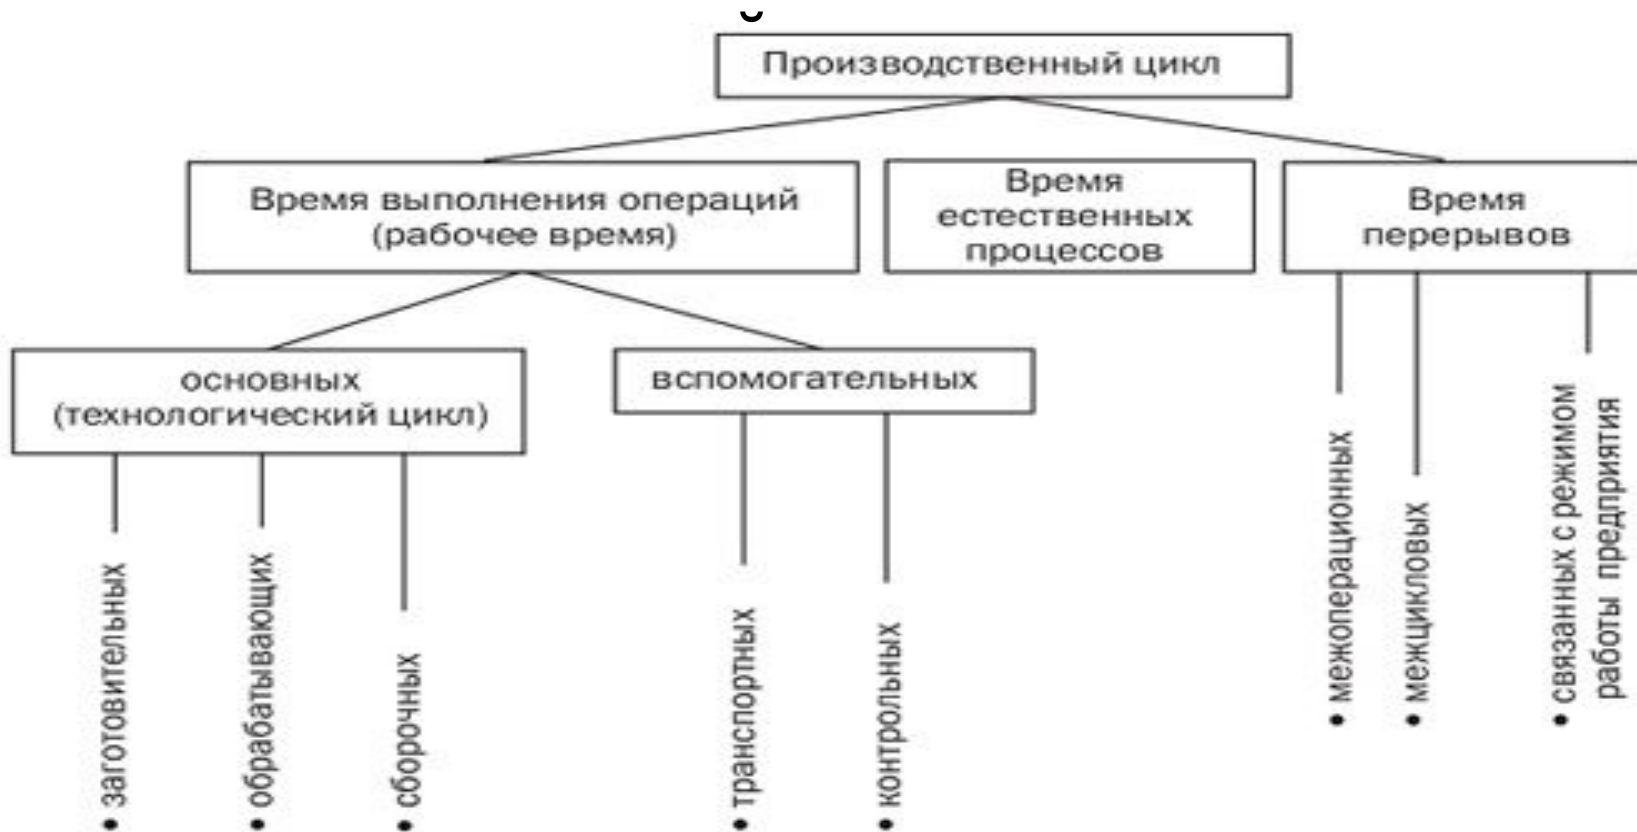 Производственный цикл
Время выполнения операций
(рабочее время)
Время
естественных
процессов
Время
перерывов
основных
(технологический цикл)
вспомогательных
• заготовительных
• обрабатывающих
• сборочных
• транспортных
• контрольных
• межоперационных
• межцикловых
• связанных с режимом
работы предприятия